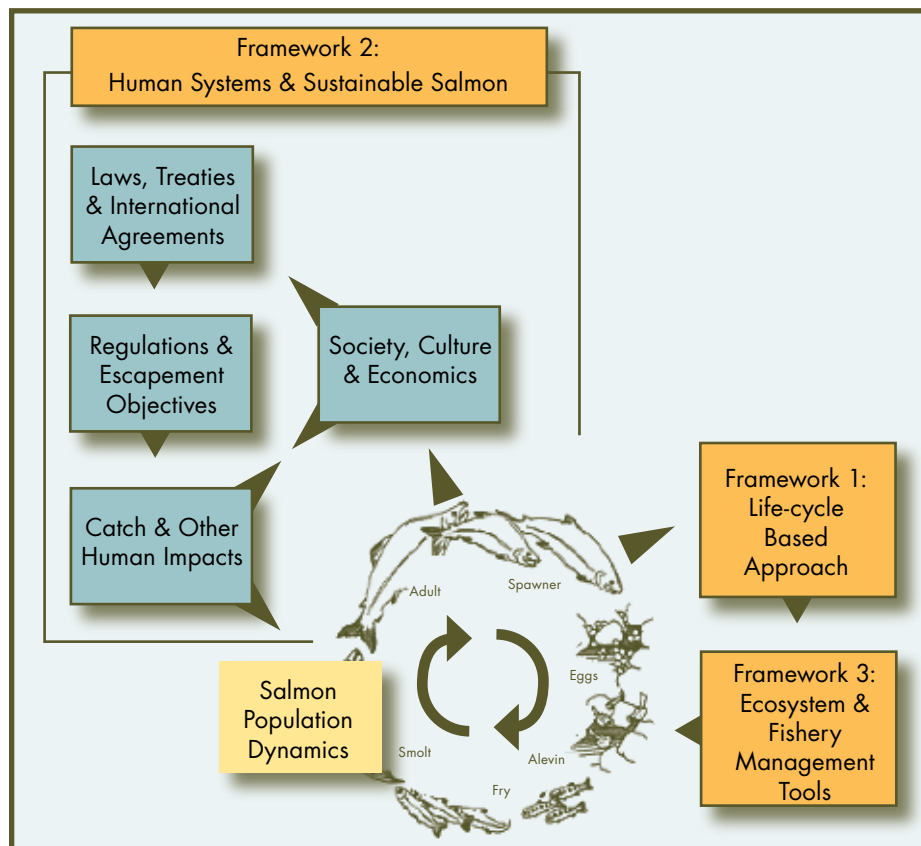 Framework 2:
Human Systems & Sustainable Salmon
Laws, Treaties
& International
Agreements
Regulations &
Escapement
Objectives
Society, Culture
& Economics
Catch & Other
Human Impacts
Framework 1:
Life-cycle
Based
Approach
Framework 3:
Ecosystem &
Fishery
Management
Tools
Salmon
Population
Dynamics
Adult
Spawner
Eggs
Alevin
Fry
Smolt